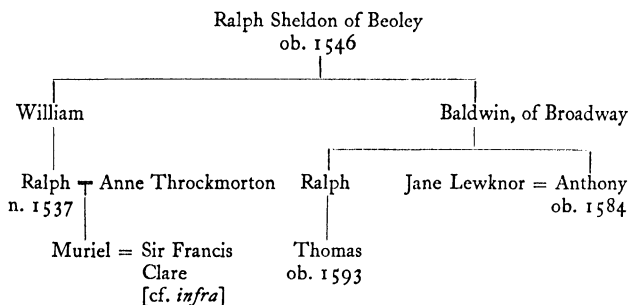 Ralph Sheldon of Beoley
ob. 1546
William Baldwin, of Broadway
Ralph Anne Throckmorton Ralph Jane Lewknor = Anthony
n. 1537 ob. 1584
Muriel = Sir Francis Thomas
Clare ob. 1593
[cf. infra]